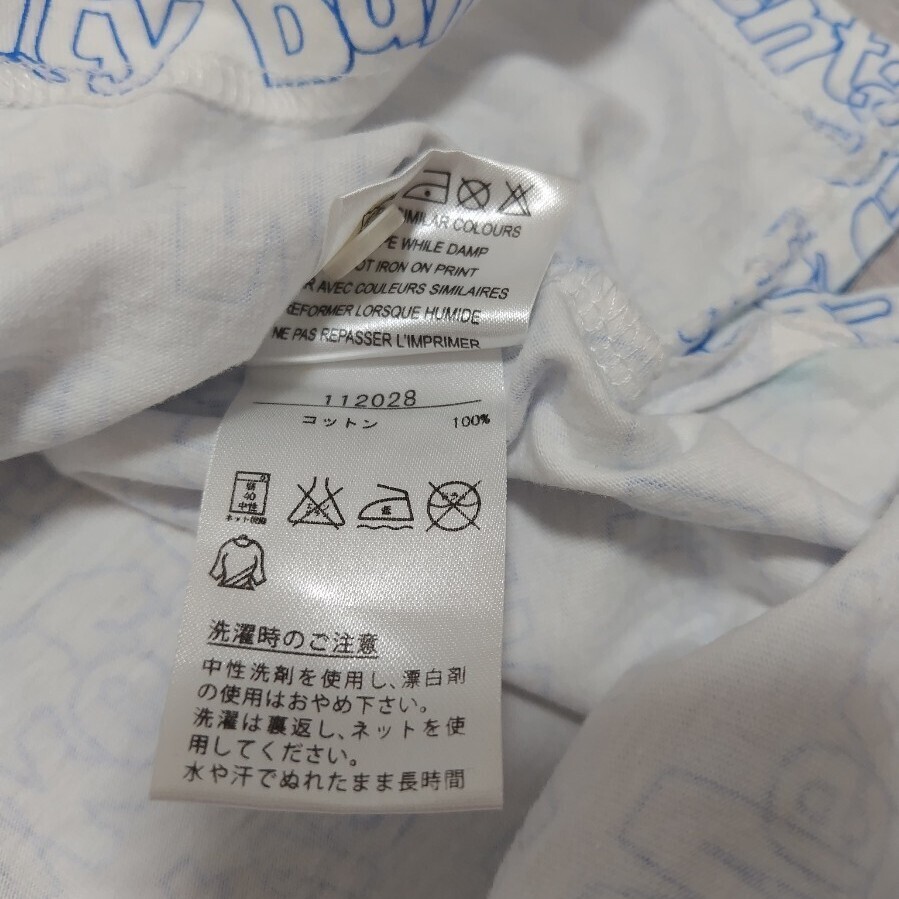 SIMILAR COLOURS
WHILE DAMP
IRON ON PRINT
AVEC COULEURS SIMILAIRES
REFORMER LORSQUE HUMIDE
NE PAS REPASSER L'IMPRIMER
112028
コットン 100%
弱
40
中性
ネット使用
低
洗濯時のご注意
中性洗剤を使用し、漂白剤
の使用はおやめ下さい。
洗濯は裏返し、ネットを使
用してください。
水や汗でぬれたまま長時間